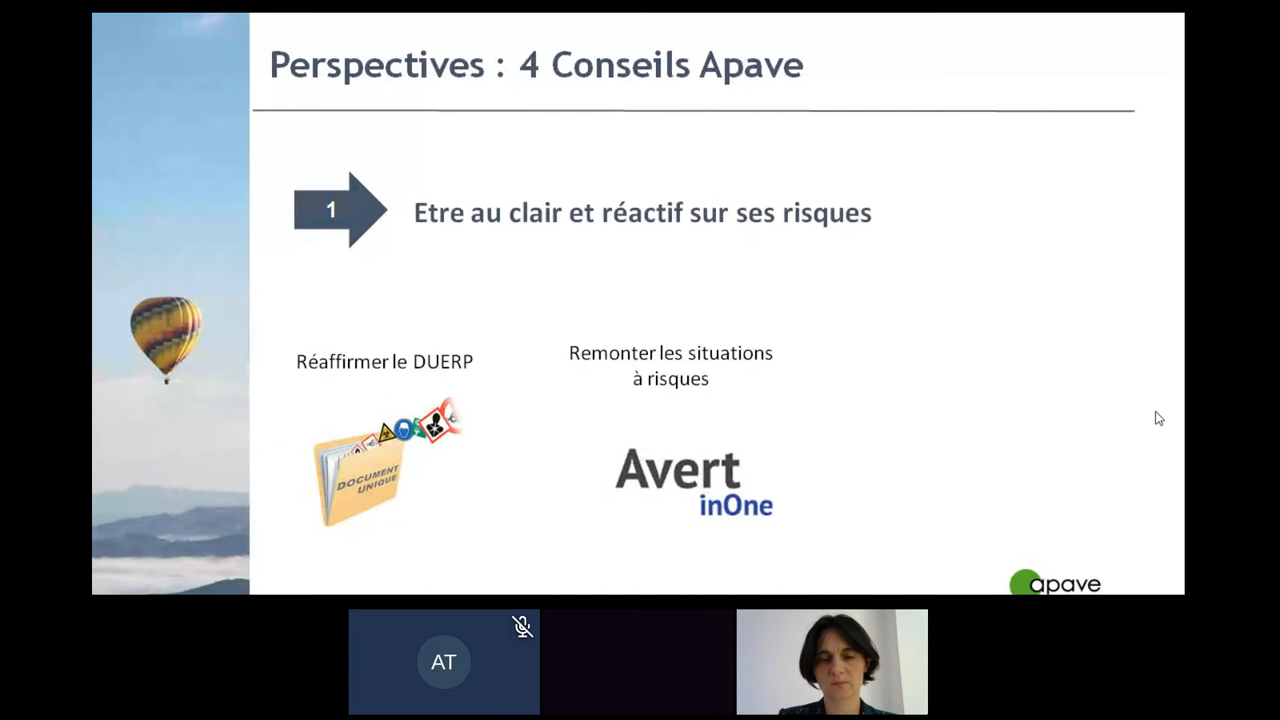 Perspectives : 4 Conseils Apave
1
Etre au clair et réactif sur ses risques
Réaffirmer le DUERP
Remonter les situations
à risques
DOCUMENT
UNIQUE
Avert
inOne
apave
AT